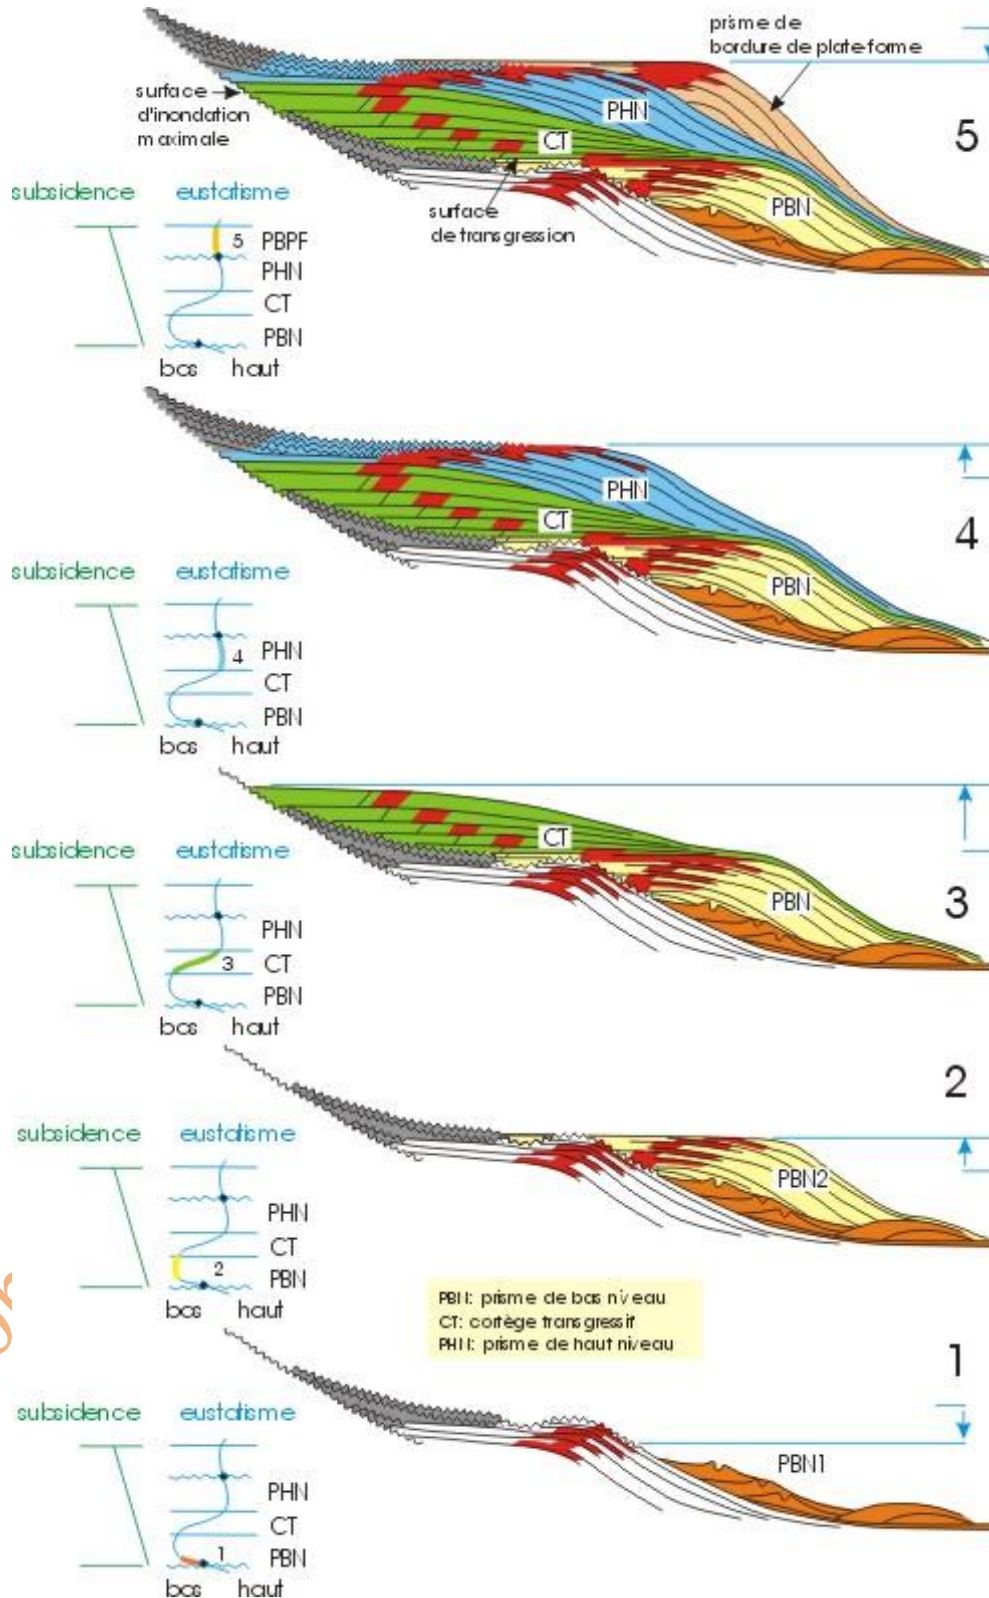 prisme de
bordure de plate-forme
surface
d'inondation
maximale
PHN
CT
PBN
surface
de transgression
5
subsidence
eustatisme
5
PBPF
PHN
CT
PBN
bas
haut
PHN
CT
PBN
4
subsidence
eustatisme
4
PHN
CT
PBN
bas
haut
CT
PBN
3
subsidence
eustatisme
PHN
3
CT
PBN
bas
haut
2
subsidence
eustatisme
PBN2
PHN
CT
2
PBN
bas
haut
PBN: prisme de bas niveau
CT: cortège transgressif
PHN: prisme de haut niveau
1
subsidence
eustatisme
PBN1
PHN
CT
1
PBN
bas
haut